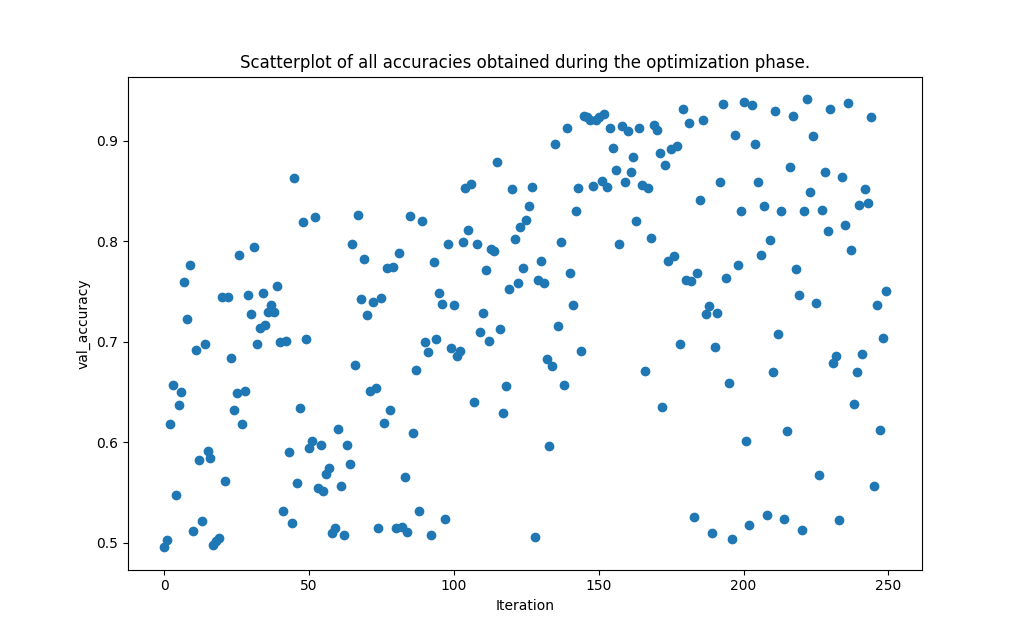 Scatterplot of all accuracies obtained during the optimization phase.
val_accuracy
0.9
0.8
0.7
0.6
0.5
0 50 100 150 200 250
Iteration